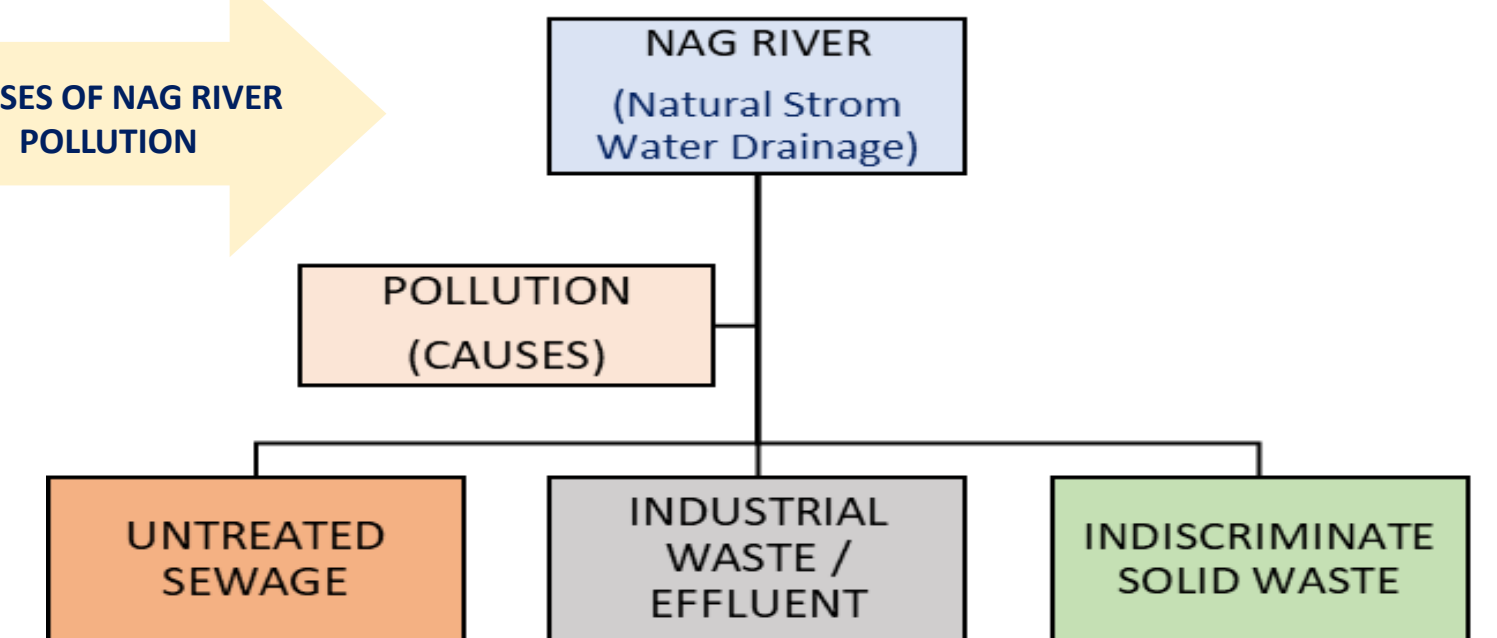 SES OF NAG RIVER
POLLUTION
NAG RIVER
(Natural Strom
Water Drainage)
POLLUTION
(CAUSES)
UNTREATED
SEWAGE
INDUSTRIAL
WASTE /
EFFLUENT
INDISCRIMINATE
SOLID WASTE